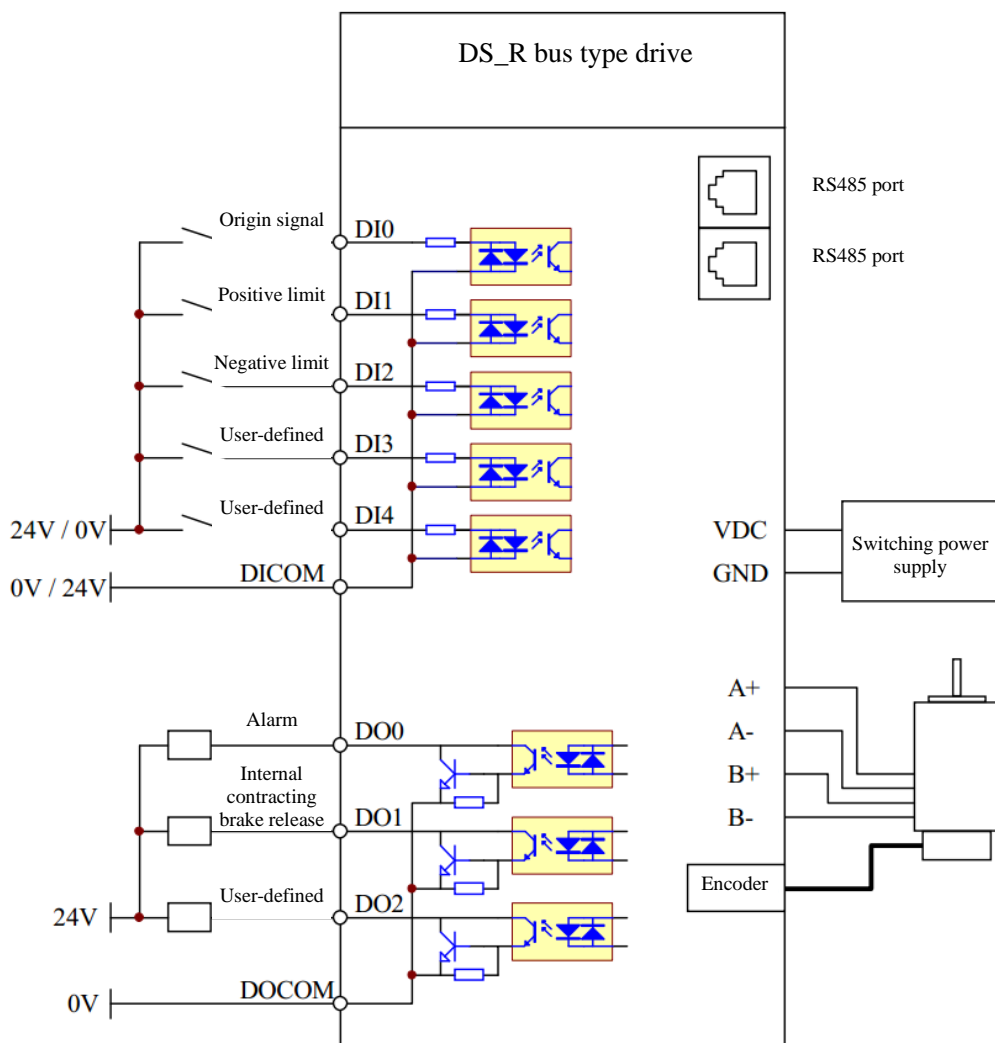 DS_R bus type drive
RS485 port
RS485 port
Origin signal
DI0
Positive limit
DI1
Negative limit
DI2
User-defined
DI3
User-defined
DI4
24V / 0V
DICOM
0V / 24V
VDC
GND
Switching power
supply
A+
A-
B+
B-
Encoder
Alarm
DO0
Internal
contracting
brake release
DO1
User-defined
DO2
24V
DOCOM
0V